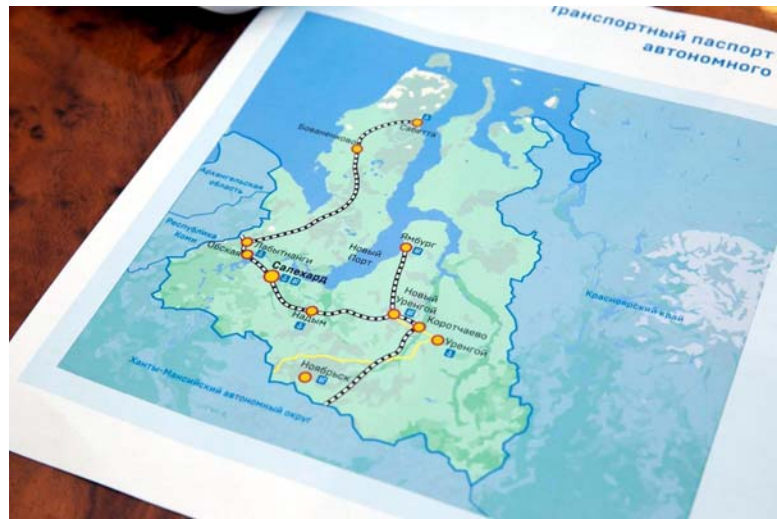 Транспортный паспорт
автономного
Сабетта
Бованенково
Архангельская
область
Республика
Коми
Лабытнанги
Обская
Салехард
Новый
Порт
Ямбург
Новый
Уренгой
Надым
Коротчаево
Уренгой
Ноябрьск
Красноярский край
Ханты-Мансийский автономный округ